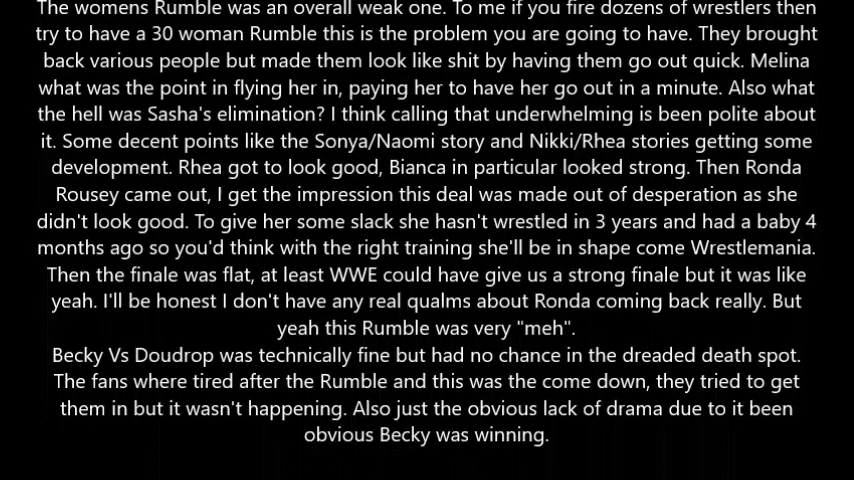 The womens Rumble was an overall weak one. To me if you fire dozens of wrestlers then
try to have a 30 woman Rumble this is the problem you are going to have. They brought
back various people but made them look like shit by having them go out quick. Melina
what was the point in flying her in, paying her to have her go out in a minute. Also what
the hell was Sasha's elimination? I think calling that underwhelming is been polite about
it. Some decent points like the Sonya/Naomi story and Nikki/Rhea stories getting some
development. Rhea got to look good, Bianca in particular looked strong. Then Ronda
Rousey came out, I get the impression this deal was made out of desperation as she
didn't look good. To give her some slack she hasn't wrestled in 3 years and had a baby 4
months ago so you'd think with the right training she'll be in shape come Wrestlemania.
Then the finale was flat, at least WWE could have give us a strong finale but it was like
yeah. I'll be honest I don't have any real qualms about Ronda coming back really. But
yeah this Rumble was very "meh".
Becky Vs Doudrop was technically fine but had no chance in the dreaded death spot.
The fans where tired after the Rumble and this was the come down, they tried to get
them in but it wasn't happening. Also just the obvious lack of drama due to it been
obvious Becky was winning.